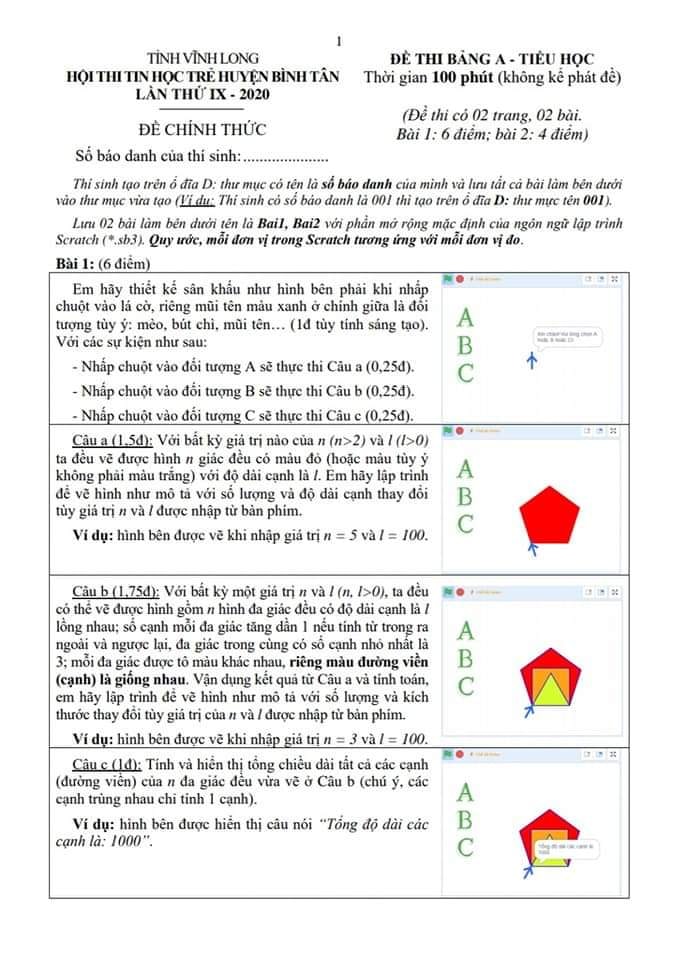 1
TỈNH VĨNH LONG
HỘI THI TIN HỌC TRẺ HUYỆN BÌNH TÂN
LẦN THỨ IX - 2020
ĐỀ CHÍNH THỨC
Số báo danh của thí sinh:......................
ĐỀ THI BẢNG A - TIỂU HỌC
Thời gian 100 phút (không kể phát đề)
(Đề thi có 02 trang, 02 bài.
Bài 1: 6 điểm; bài 2: 4 điểm)
Thí sinh tạo trên ổ đĩa D: thư mục có tên là số báo danh của mình và lưu tất cả bài làm bên dưới
vào thư mục vừa tạo (Ví dụ: Thí sinh có số báo danh là 001 thì tạo trên ổ đĩa D: thư mực tên 001).
Lưu 02 bài làm bên dưới tên là Bai1, Bai2 với phần mở rộng mặc định của ngôn ngữ lập trình
Scratch (*.sb3). Quy ước, mỗi đơn vị trong Scratch tương ứng với mỗi đơn vị đo.
Bài 1: (6 điểm)
Em hãy thiết kế sân khấu như hình bên phải khi nhấp
chuột vào lá cờ, riêng mũi tên màu xanh ở chính giữa là đối
tượng tùy ý: mèo, bút chì, mũi tên… (1đ tùy tính sáng tạo).
Với các sự kiện như sau:
- Nhấp chuột vào đối tượng A sẽ thực thi Câu a (0,25đ).
- Nhấp chuột vào đối tượng B sẽ thực thi Câu b (0,25đ).
- Nhấp chuột vào đối tượng C sẽ thực thi Câu c (0,25đ).
A
B
C
Câu a (1,5đ): Với bất kỳ giá trị nào của n (n>2) và l (l>0)
ta đều vẽ được hình n giác đều có màu đỏ (hoặc màu tùy ý
không phải màu trắng) với độ dài cạnh là l. Em hãy lập trình
để vẽ hình như mô tả với số lượng và độ dài cạnh thay đổi
tùy giá trị n và l được nhập từ bàn phím.
Ví dụ: hình bên được vẽ khi nhập giá trị n = 5 và l = 100.
A
B
C
Câu b (1,75đ): Với bất kỳ một giá trị n và l (n, l>0), ta đều
có thể vẽ được hình gồm n hình đa giác đều có độ dài cạnh là l
lồng nhau; số cạnh mỗi đa giác tăng dần 1 nếu tính từ trong ra
ngoài và ngược lại, đa giác trong cùng có số cạnh nhỏ nhất là
3; mỗi đa giác được tô màu khác nhau, riêng màu đường viền
(cạnh) là giống nhau. Vận dụng kết quả từ Câu a và tính toán,
em hãy lập trình để vẽ hình như mô tả với số lượng và kích
thước thay đổi tùy giá trị của n và l được nhập từ bàn phím.
Ví dụ: hình bên được vẽ khi nhập giá trị n = 3 và l = 100.
A
B
C
Câu c (1đ): Tính và hiển thị tổng chiều dài tất cả các cạnh
(đường viền) của n đa giác đều vừa vẽ ở Câu b (chú ý, các
cạnh trùng nhau chỉ tính 1 cạnh).
Ví dụ: hình bên được hiển thị câu nói “Tổng độ dài các
cạnh là: 1000”.
A
B
C